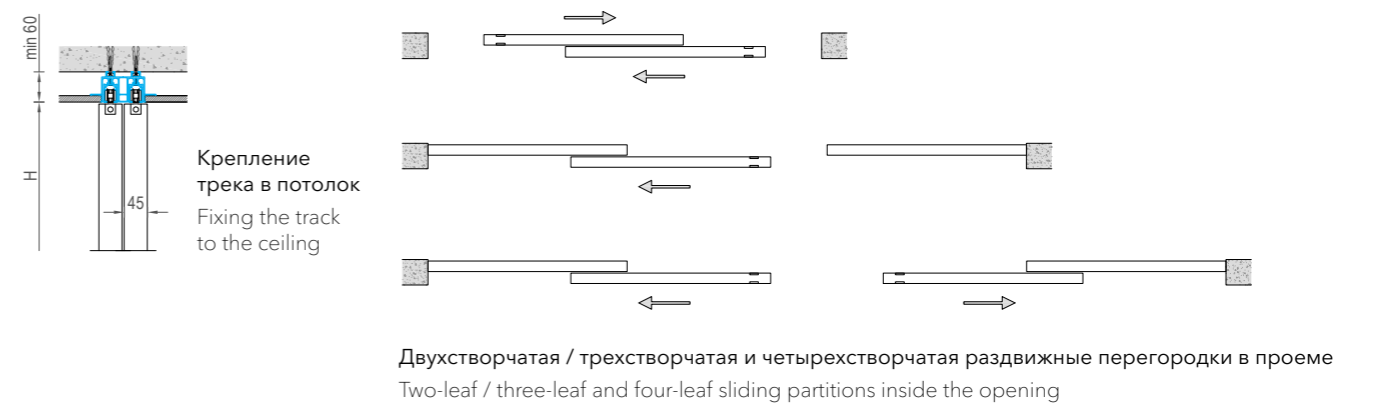 min 60
H
45
Крепление
трека в потолок
Fixing the track
to the ceiling
Двухстворчатая / трехстворчатая и четырехстворчатая раздвижные перегородки в проеме
Two-leaf / three-leaf and four-leaf sliding partitions inside the opening